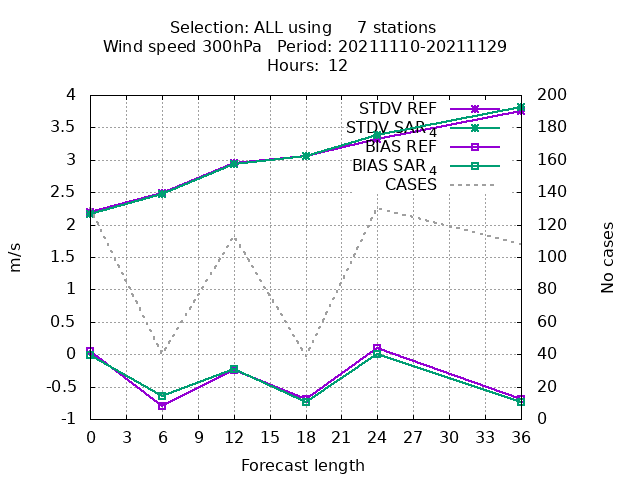 Selection: ALL using     7 stations
Wind speed 300hPa   Period: 20211110-20211129
Hours:  12
4 200
3.5 180
3 160
2.5 140
2 120
1.5 100
1 80
0.5 60
0 40
-0.5 20
-1 0
STDV REF
STDV SAR4
BIAS REF
BIAS SAR4
CASES
m/s
No cases
0 3 6 9 12 15 18 21 24 27 30 33 36
Forecast length